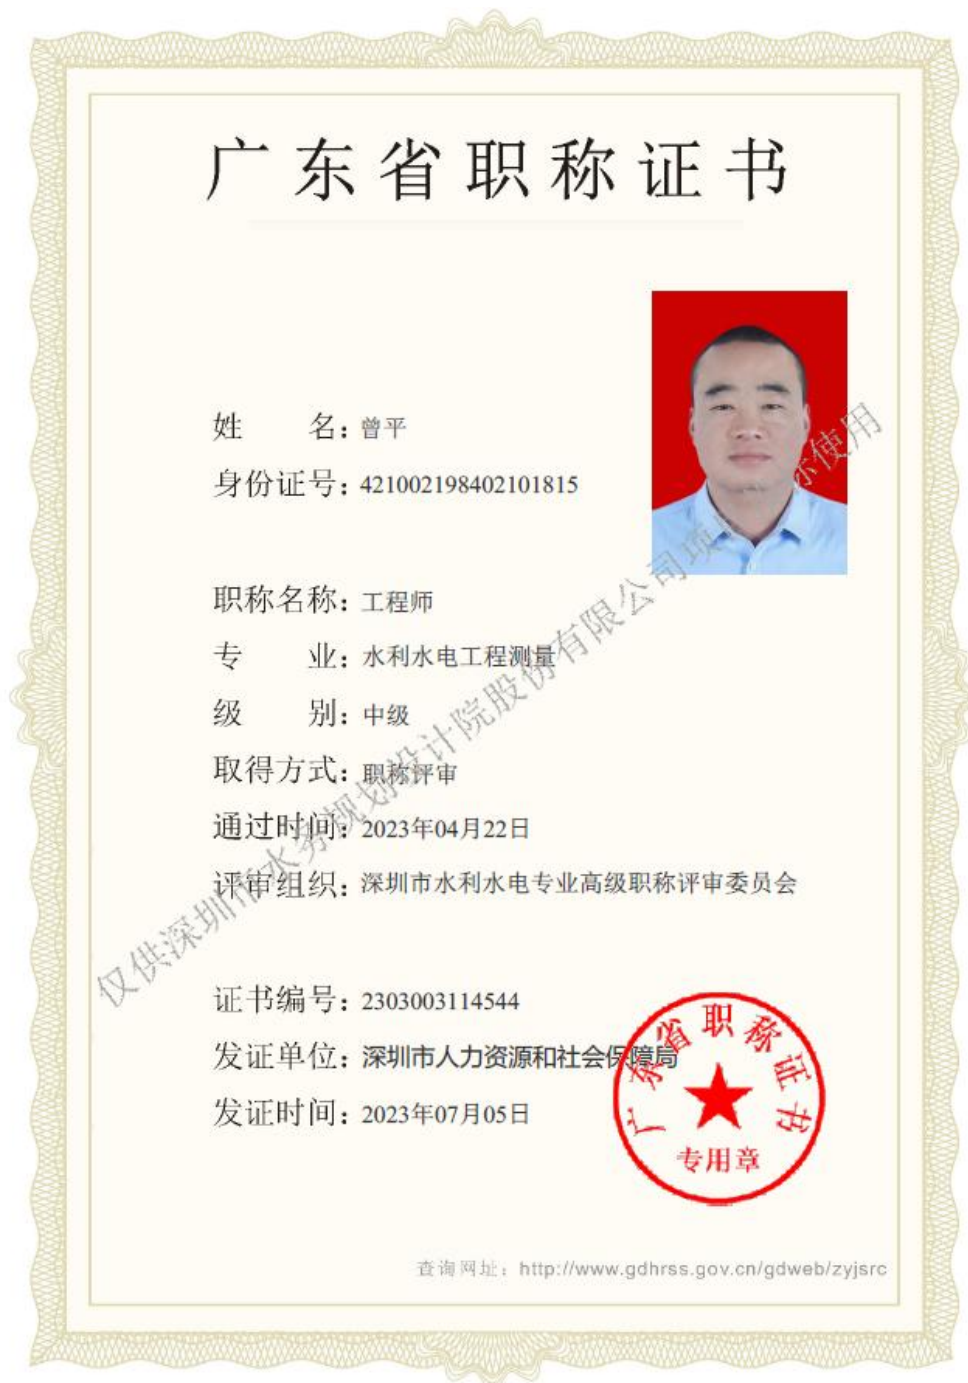 广东省职称证书
姓 名：曾平
身份证号：421002198402101815
职称名称：工程师
专 业：水利水电工程测量
级 别：中级
取得方式：职称评审
通过时间：2023年04月22日
评审组织：深圳市水利水电专业高级职称评审委员会
证书编号：2303003114544
发证单位：深圳市人力资源和社会保障局
发证时间：2023年07月05日
广东省职称证书
专用章
查询网址：http://www.gdhrss.gov.cn/gdweb/zyjsrc
仅供深圳市水务规划设计院股份有限公司项 标使用